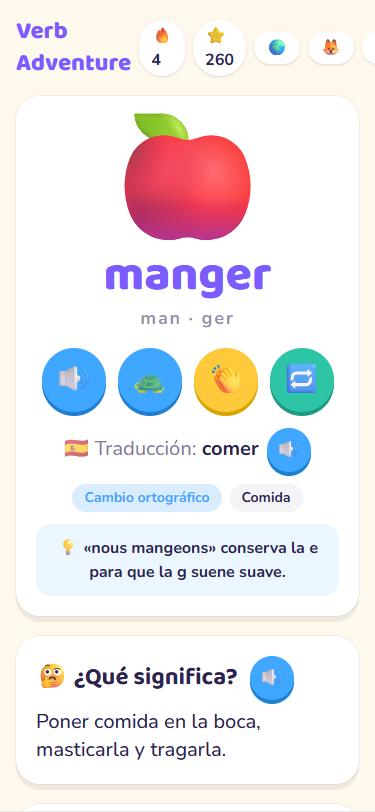 Verb
Adventure
4
260
manger
man · ger
Traducción: comer
Cambio ortográfico
Comida
«nous mangeons» conserva la e
para que la g suene suave.
¿Qué significa?
Poner comida en la boca,
masticarla y tragarla.